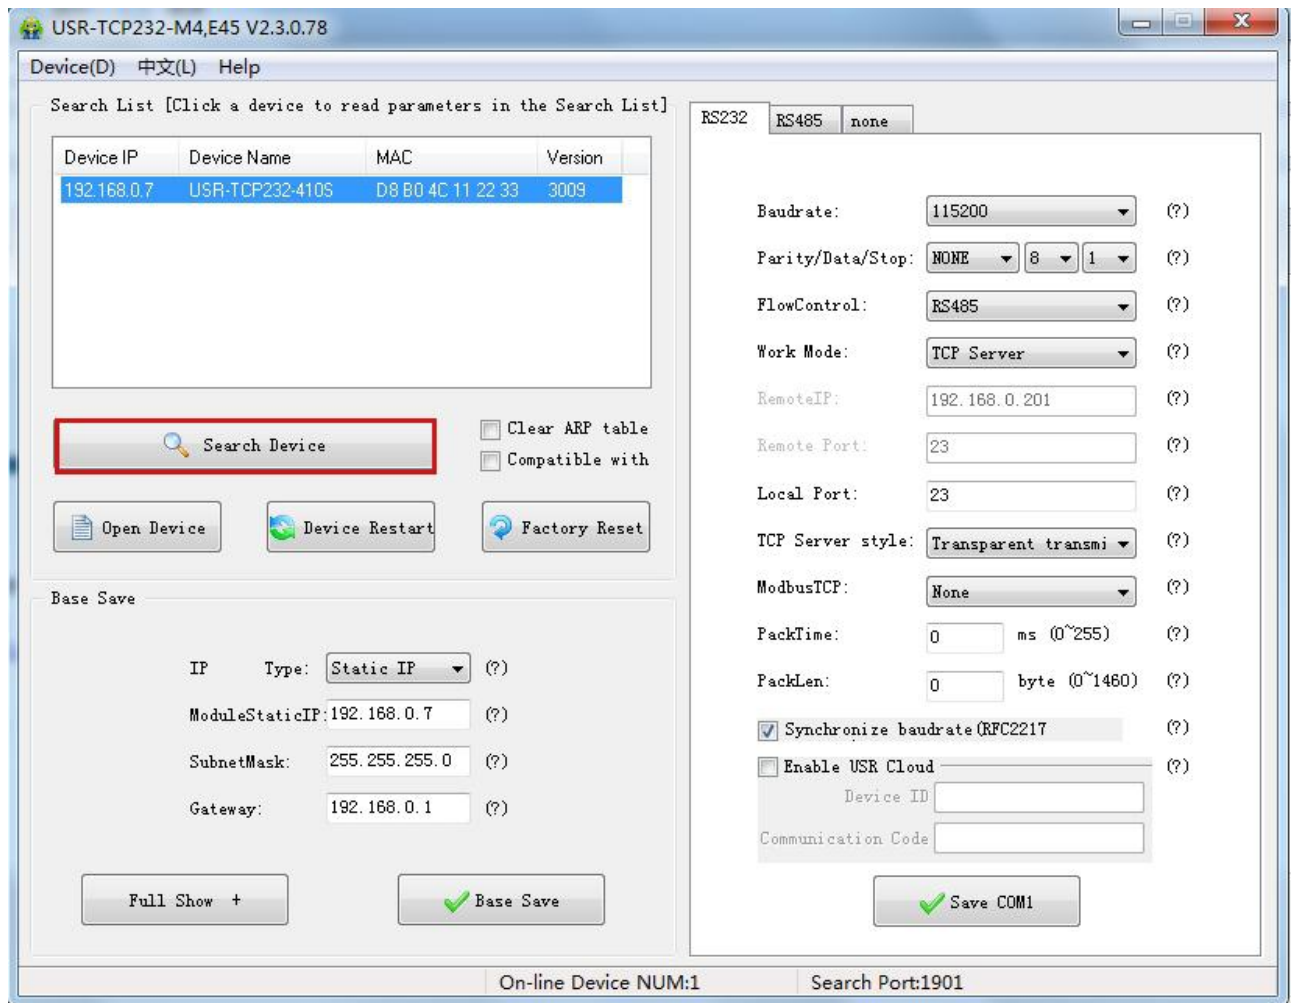 USR-TCP232-M4,E45 V2.3.0.78
Device(D) 中文(L) Help
Search List [Click a device to read parameters in the Search List]
Device IP Device Name MAC Version
192.168.0.7 USR-TCP232-410S D8 B0 4C 11 22 33 3009
Search Device
Clear ARP table
Compatible with
Open Device Device Restart Factory Reset
Base Save
IP Type: Static IP (?)
ModuleStaticIP: 192.168.0.7 (?)
SubnetMask: 255.255.255.0 (?)
Gateway: 192.168.0.1 (?)
Full Show + Base Save
RS232 RS485 none
Baudrate: 115200 (?)
Parity/Data/Stop: NONE 8 1 (?)
FlowControl: RS485 (?)
Work Mode: TCP Server (?)
RemoteIP: 192.168.0.201 (?)
Remote Port: 23 (?)
Local Port: 23 (?)
TCP Server style: Transparent transmi (?)
ModbusTCP: None (?)
PackTime: 0 ms (0~255) (?)
PackLen: 0 byte (0~1460) (?)
Synchronize baudrate(RFC2217 (?)
Enable USR Cloud (?)
Device ID
Communication Code
Save COM1
On-line Device NUM:1 Search Port:1901